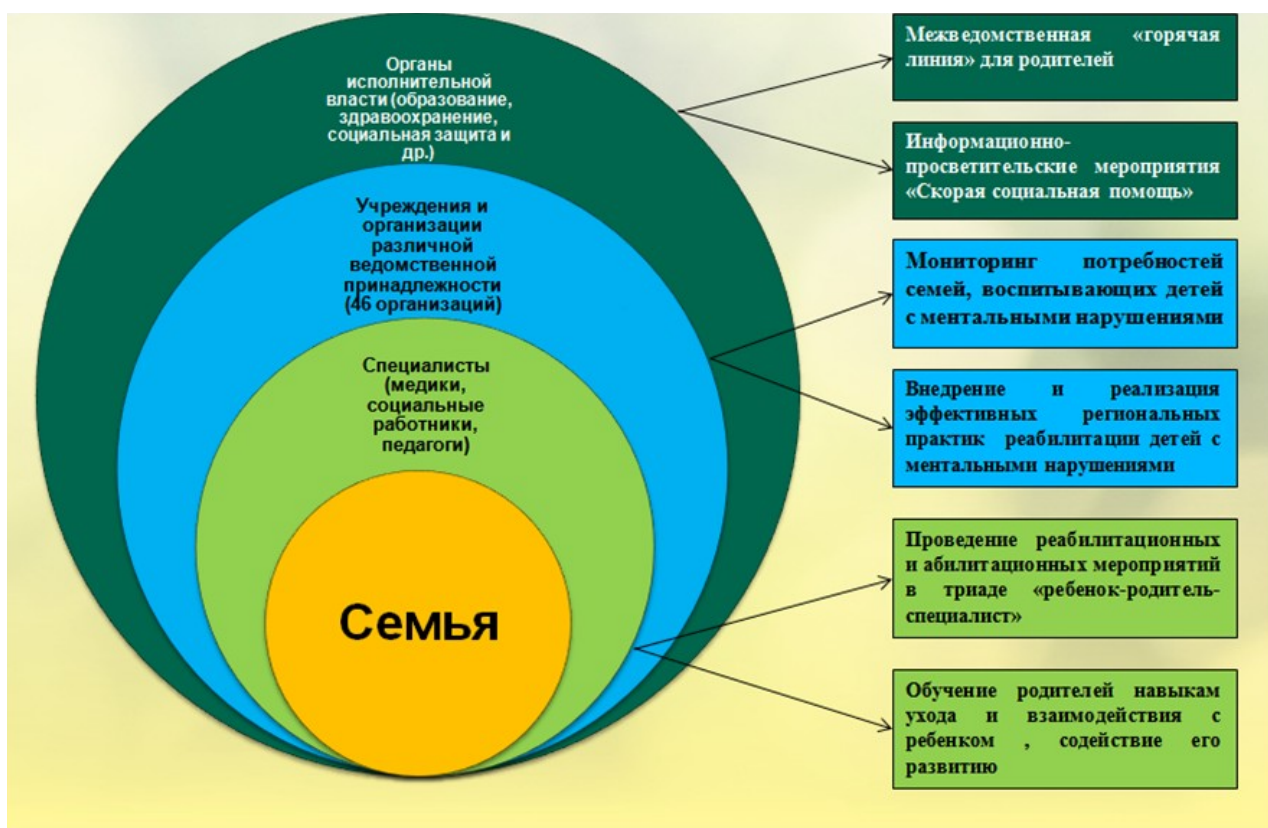 Органы
исполнительной
власти (образование,
здравоохранение,
социальная защита и
др.)
Учреждения и
организации
различной
ведомственной
принадлежности
(46 организаций)
Специалисты
(медики,
социальные
работники,
педагоги)
Семья
Межведомственная «горячая
линия» для родителей
Информационно-
просветительские мероприятия
«Скорая социальная помощь»
Мониторинг потребностей
семей, воспитывающих детей
с ментальными нарушениями
Внедрение и реализация
эффективных региональных
практик реабилитации детей с
ментальными нарушениями
Проведение реабилитационных
и абилитационных мероприятий
в триаде «ребенок-родитель-
специалист»
Обучение родителей навыкам
ухода и взаимодействия с
ребенком , содействие его
развитию